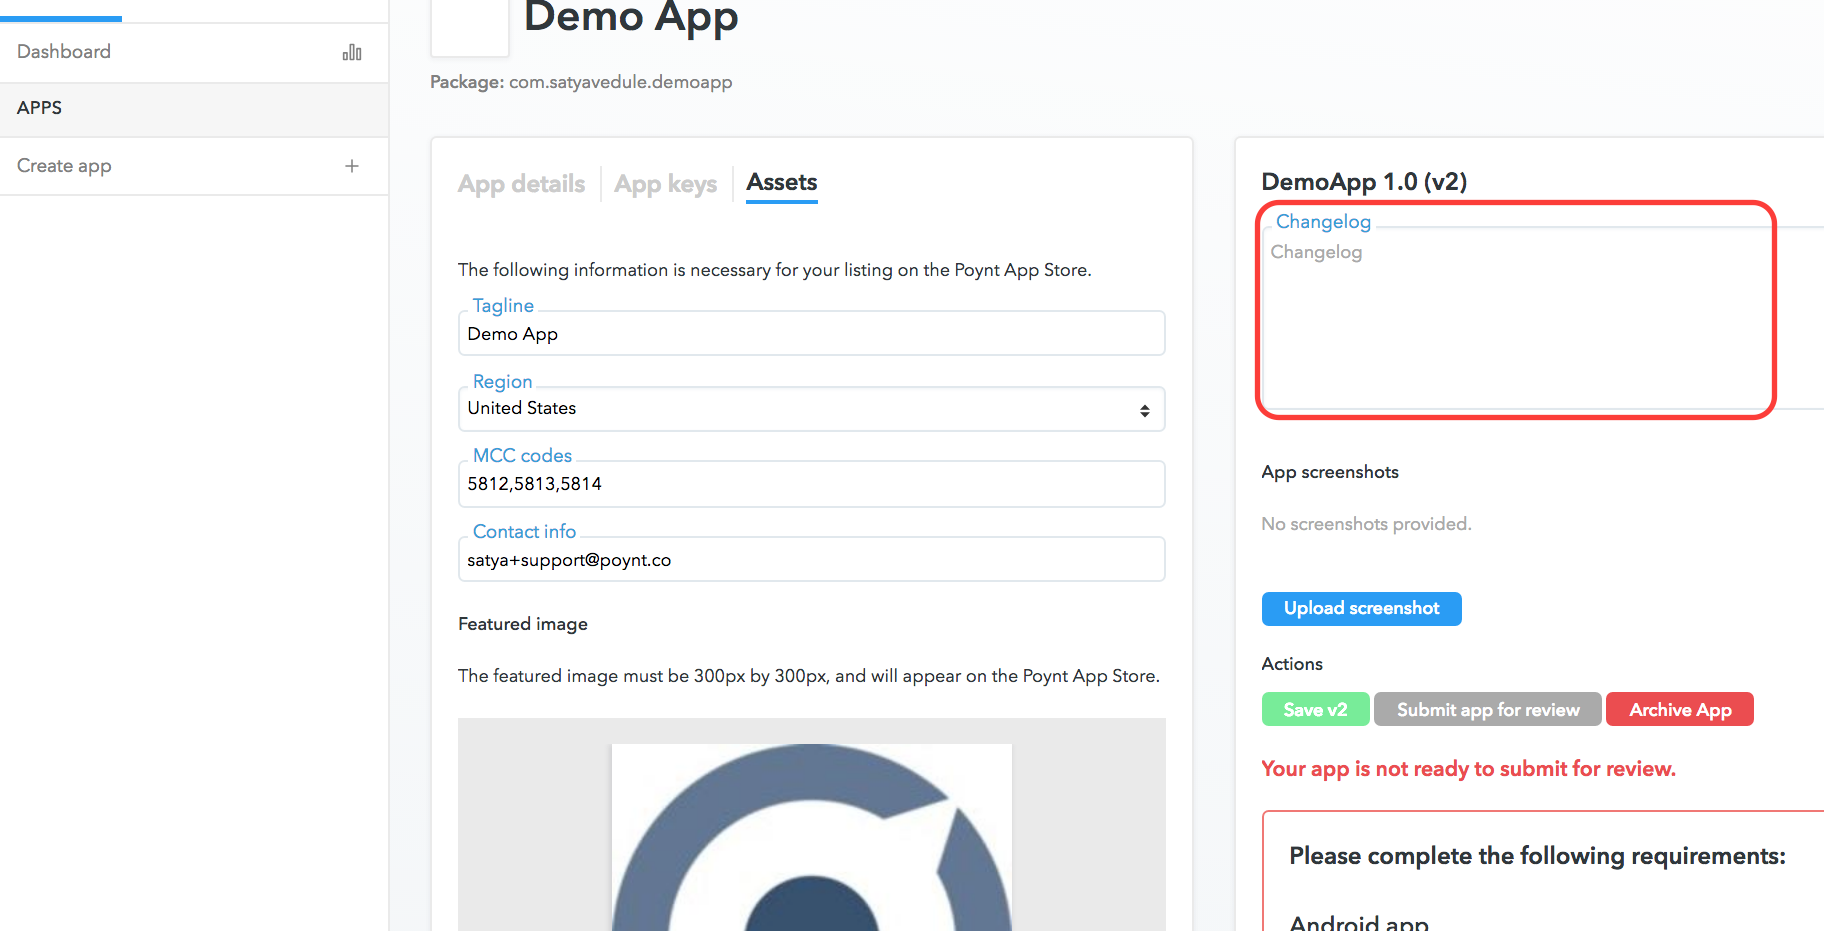 Demo App
Package: com.satyavedule.demoapp
Dashboard
APPS
Create app
App details
App keys
Assets
The following information is necessary for your listing on the Poynt App Store.
Tagline
Demo App
Region
United States
MCC codes
5812,5813,5814
Contact info
satya+support@poynt.co
Featured image
The featured image must be 300px by 300px, and will appear on the Poynt App Store.
DemoApp 1.0 (v2)
Changelog
Changelog
App screenshots
No screenshots provided.
Upload screenshot
Actions
Save v2
Submit app for review
Archive App
Your app is not ready to submit for review.
Please complete the following requirements:
Android app